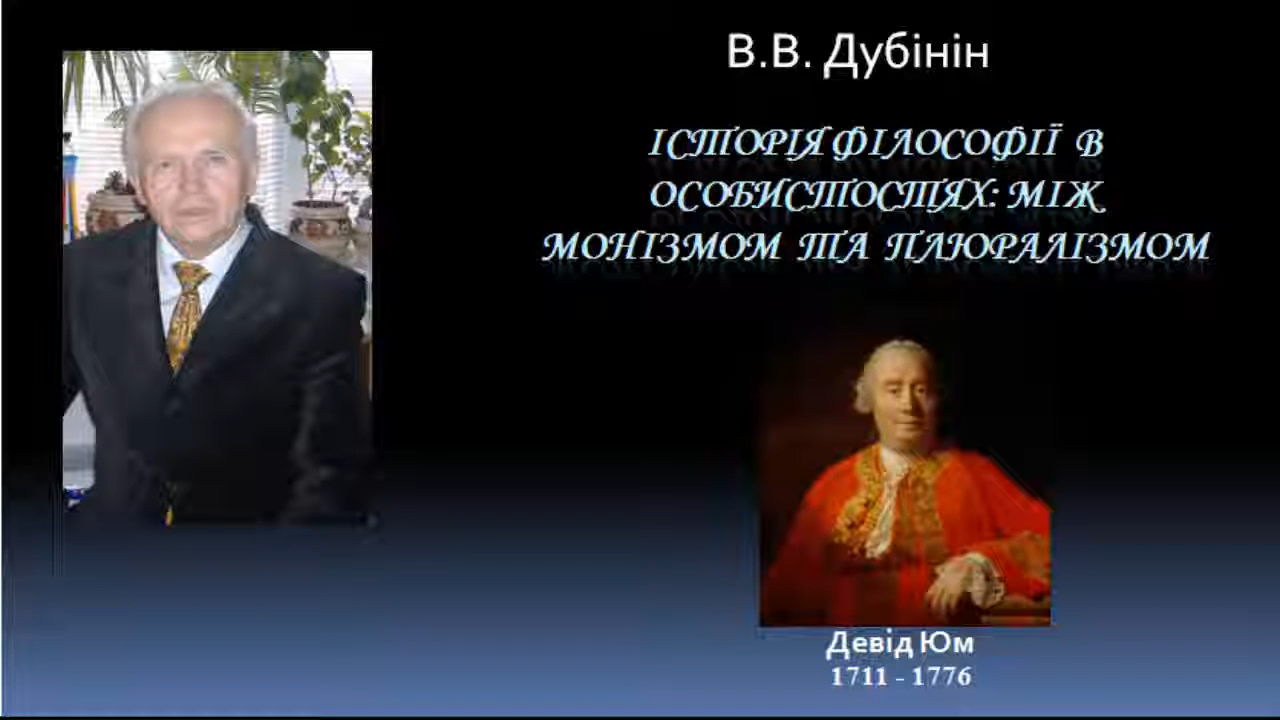 В.В. Дубінін
ІСТОРІЯ ФІЛОСОФІЇ В
ОСОБИСТОСТЯХ: МІЖ
МОНІЗМОМ ТА ПЛЮРАЛІЗМОМ
Девід Юм
1711 - 1776